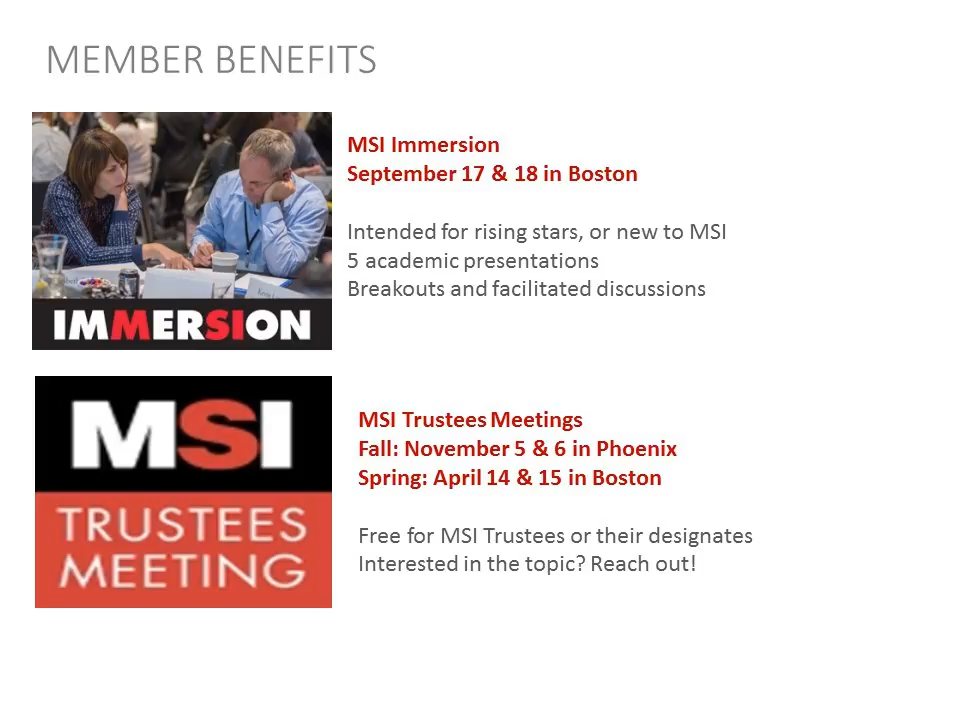 MEMBER BENEFITS
MSI Immersion
September 17 & 18 in Boston
Intended for rising stars, or new to MSI
5 academic presentations
Breakouts and facilitated discussions
IMMERSION
MSI
TRUSTEES
MEETING
MSI Trustees Meetings
Fall: November 5 & 6 in Phoenix
Spring: April 14 & 15 in Boston
Free for MSI Trustees or their designates
Interested in the topic? Reach out!